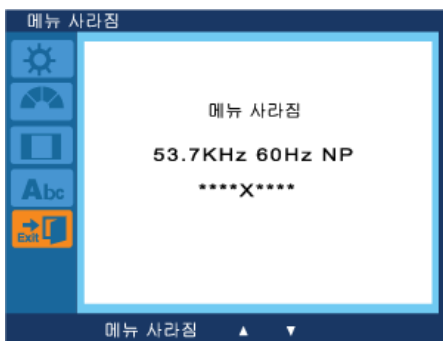 메뉴 사라짐
Abc
Exit
메뉴 사라짐
53.7KHz 60Hz NP
****X****
메뉴 사라짐 ▲ ▼